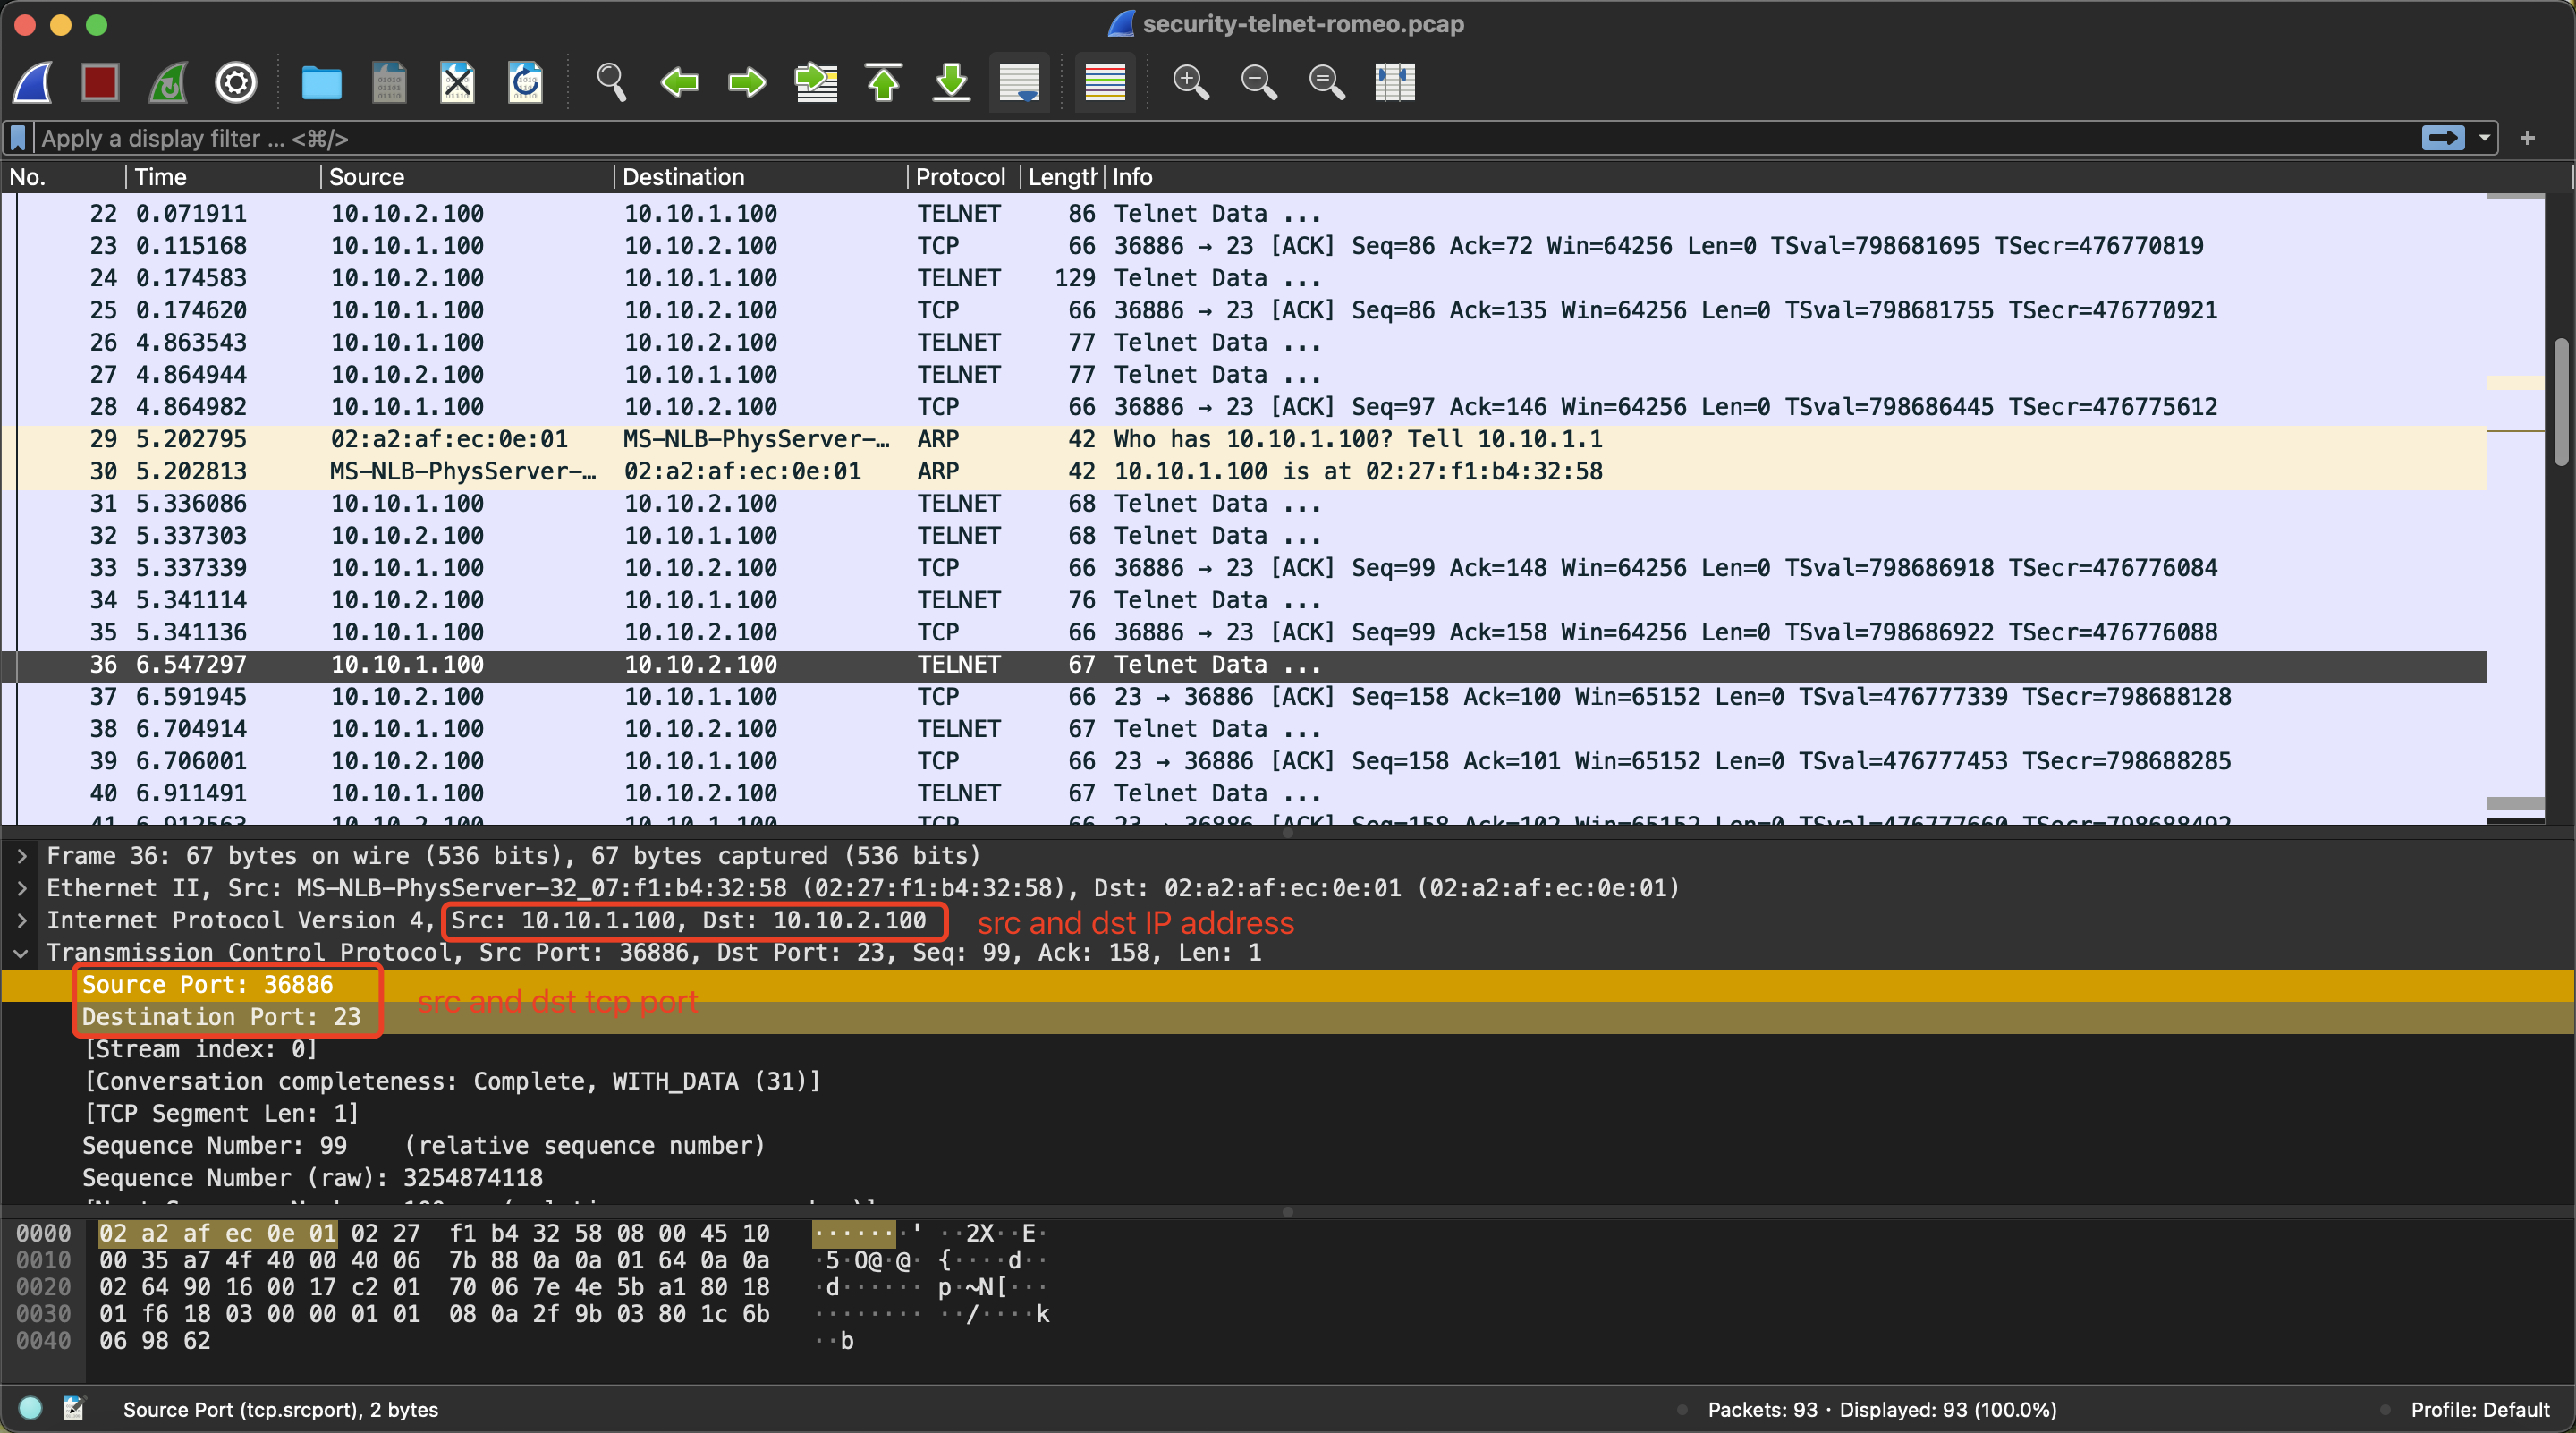 security-telnet-romeo.pcap
Apply a display filter … <⌘/>
No. Time Source Destination Protocol Length Info
22 0.071911 10.10.2.100 10.10.1.100 TELNET 86 Telnet Data ...
23 0.115168 10.10.1.100 10.10.2.100 TCP 66 36886 → 23 [ACK] Seq=86 Ack=72 Win=64256 Len=0 TSval=798681695 TSecr=476770819
24 0.174583 10.10.2.100 10.10.1.100 TELNET 129 Telnet Data ...
25 0.174620 10.10.1.100 10.10.2.100 TCP 66 36886 → 23 [ACK] Seq=86 Ack=135 Win=64256 Len=0 TSval=798681755 TSecr=476770921
26 4.863543 10.10.1.100 10.10.2.100 TELNET 77 Telnet Data ...
27 4.864944 10.10.2.100 10.10.1.100 TELNET 77 Telnet Data ...
28 4.864982 10.10.1.100 10.10.2.100 TCP 66 36886 → 23 [ACK] Seq=97 Ack=146 Win=64256 Len=0 TSval=798686445 TSecr=476775612
29 5.202795 02:a2:af:ec:0e:01 MS-NLB-PhysServer-… ARP 42 Who has 10.10.1.100? Tell 10.10.1.1
30 5.202813 MS-NLB-PhysServer-… 02:a2:af:ec:0e:01 ARP 42 10.10.1.100 is at 02:27:f1:b4:32:58
31 5.336086 10.10.1.100 10.10.2.100 TELNET 68 Telnet Data ...
32 5.337303 10.10.2.100 10.10.1.100 TELNET 68 Telnet Data ...
33 5.337339 10.10.1.100 10.10.2.100 TCP 66 36886 → 23 [ACK] Seq=99 Ack=148 Win=64256 Len=0 TSval=798686918 TSecr=476776084
34 5.341114 10.10.2.100 10.10.1.100 TELNET 76 Telnet Data ...
35 5.341136 10.10.1.100 10.10.2.100 TCP 66 36886 → 23 [ACK] Seq=99 Ack=158 Win=64256 Len=0 TSval=798686922 TSecr=476776088
36 6.547297 10.10.1.100 10.10.2.100 TELNET 67 Telnet Data ...
37 6.591945 10.10.2.100 10.10.1.100 TCP 66 23 → 36886 [ACK] Seq=158 Ack=100 Win=65152 Len=0 TSval=476777339 TSecr=798688128
38 6.704914 10.10.1.100 10.10.2.100 TELNET 67 Telnet Data ...
39 6.706001 10.10.2.100 10.10.1.100 TCP 66 23 → 36886 [ACK] Seq=158 Ack=101 Win=65152 Len=0 TSval=476777453 TSecr=798688285
40 6.911491 10.10.1.100 10.10.2.100 TELNET 67 Telnet Data ...
41 6.912563 10.10.2.100 10.10.1.100 TCP 66 23 → 36886 [ACK] Seq=158 Ack=102 Win=65152 Len=0 TSval=476777660 TSecr=798688492
Frame 36: 67 bytes on wire (536 bits), 67 bytes captured (536 bits)
Ethernet II, Src: MS-NLB-PhysServer-32_07:f1:b4:32:58 (02:27:f1:b4:32:58), Dst: 02:a2:af:ec:0e:01 (02:a2:af:ec:0e:01)
Internet Protocol Version 4, Src: 10.10.1.100, Dst: 10.10.2.100 src and dst IP address
Transmission Control Protocol, Src Port: 36886, Dst Port: 23, Seq: 99, Ack: 158, Len: 1
Source Port: 36886
src and dst tcp port
Destination Port: 23
[Stream index: 0]
[Conversation completeness: Complete, WITH_DATA (31)]
[TCP Segment Len: 1]
Sequence Number: 99 (relative sequence number)
Sequence Number (raw): 3254874118
0000 02 a2 af ec 0e 01 02 27 f1 b4 32 58 08 00 45 10 ·······' ··2X··E·
0010 00 35 a7 4f 40 00 40 06 7b 88 0a 0a 01 64 0a 0a ·5·O@·@· {····d··
0020 02 64 90 16 00 17 c2 01 70 06 7e 4e 5b a1 80 18 ·d······ p·~N[···
0030 01 f6 18 03 00 00 01 01 08 0a 2f 9b 03 80 1c 6b ········ ··/····k
0040 06 98 62 ··b
Source Port (tcp.srcport), 2 bytes Packets: 93 · Displayed: 93 (100.0%) Profile: Default